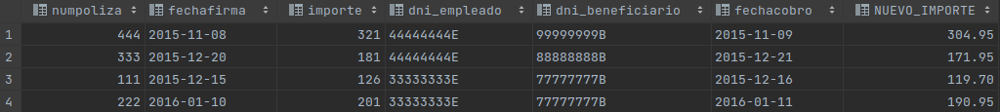 numpoliza fechafirma importe dni_empleado dni_beneficiario fechacobro NUEVO_IMPORTE
1 444 2015-11-08 321 44444444E 99999999B 2015-11-09 304.95
2 333 2015-12-20 181 44444444E 88888888B 2015-12-21 171.95
3 111 2015-12-15 126 33333333E 77777777B 2015-12-16 119.70
4 222 2016-01-10 201 33333333E 77777777B 2016-01-11 190.95